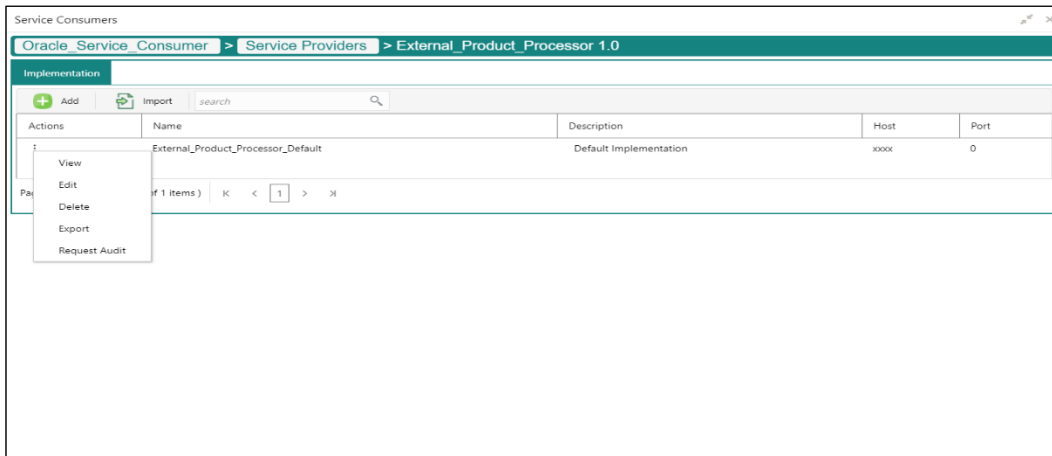 Service Consumers
Oracle_Service_Consumer > Service Providers > External_Product_Processor 1.0
Implementation
Add Import search
Actions Name Description Host Port
External_Product_Processor_Default Default Implementation xxxx 0
View
Edit
of 1 items ) K < 1 > >|
Delete
Export
Request Audit